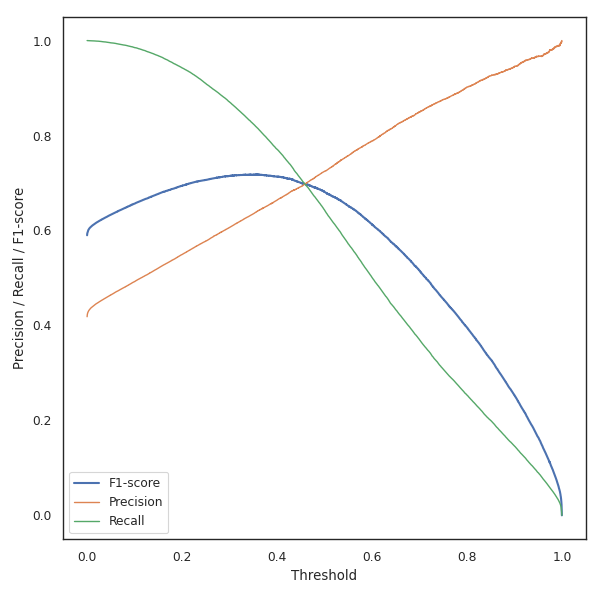 Precision / Recall / F1-score
1.0
0.8
0.6
0.4
0.2
0.0
F1-score
Precision
Recall
0.0 0.2 0.4 0.6 0.8 1.0
Threshold